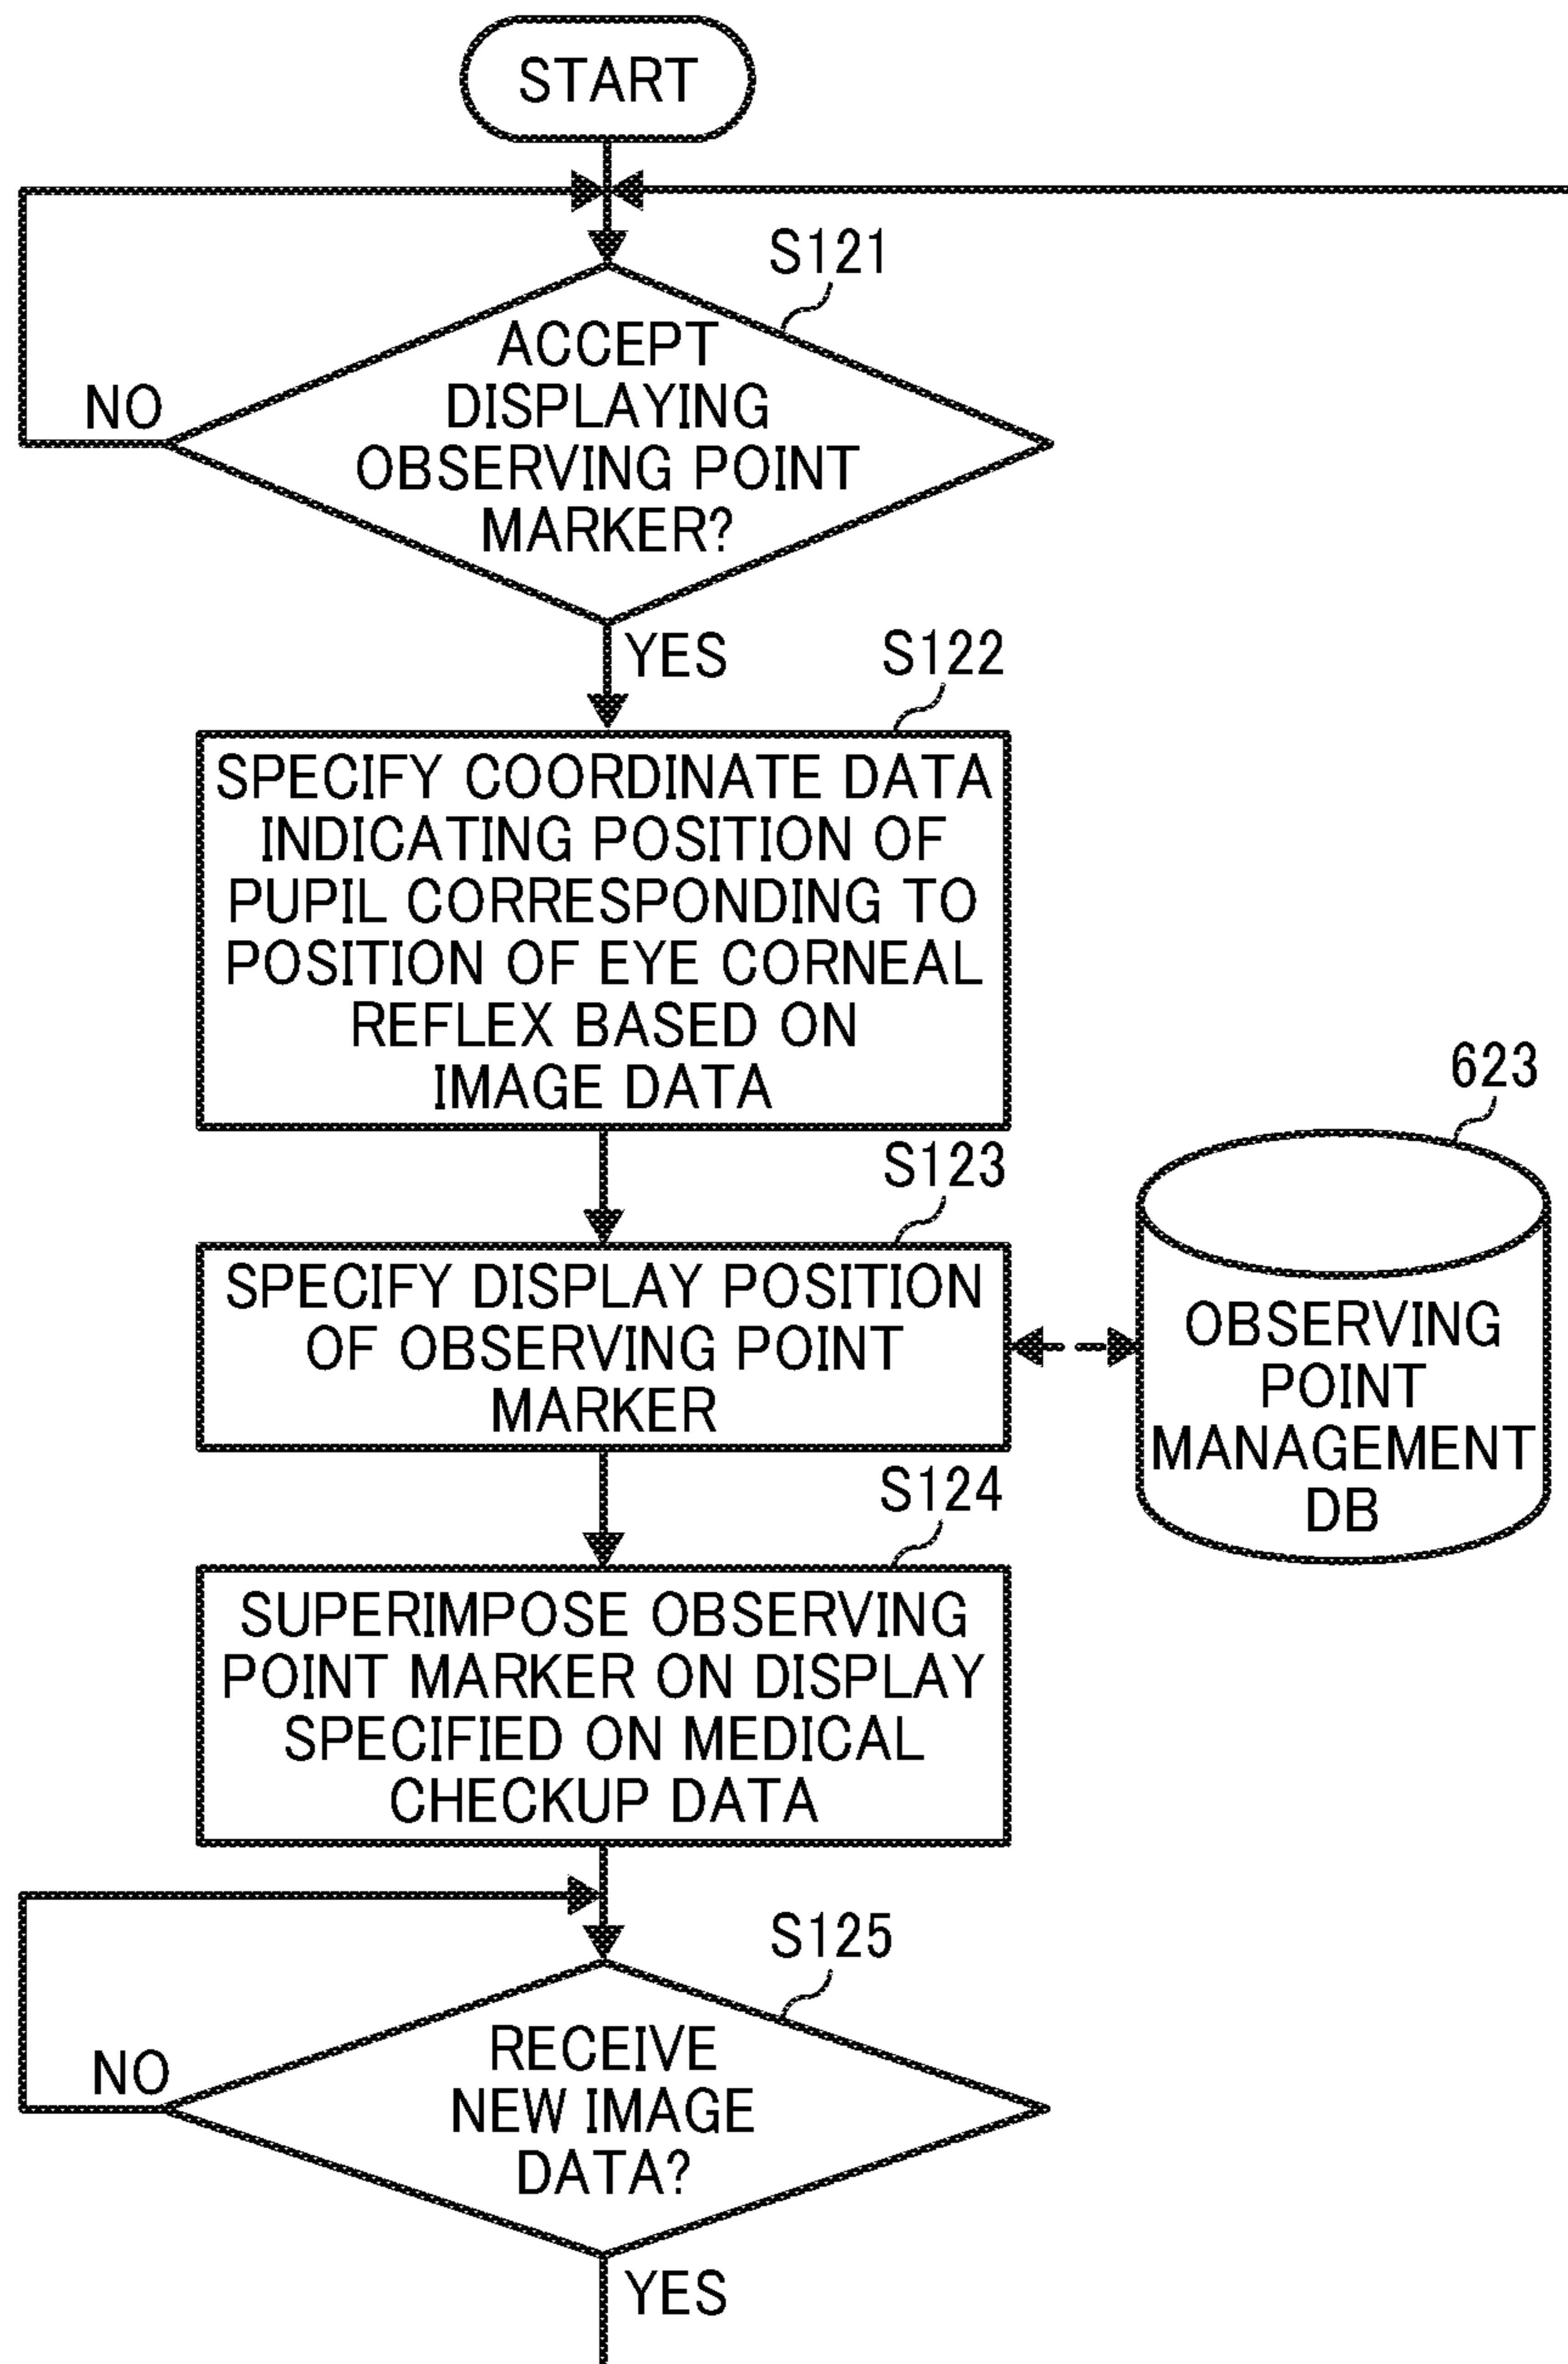 START
S121
ACCEPT
DISPLAYING
OBSERVING POINT
MARKER?
NO
YES
S122
SPECIFY COORDINATE DATA
INDICATING POSITION OF
PUPIL CORRESPONDING TO
POSITION OF EYE CORNEAL
REFLEX BASED ON
IMAGE DATA
S123
SPECIFY DISPLAY POSITION
OF OBSERVING POINT
MARKER
623
OBSERVING
POINT
MANAGEMENT
DB
S124
SUPERIMPOSE OBSERVING
POINT MARKER ON DISPLAY
SPECIFIED ON MEDICAL
CHECKUP DATA
S125
RECEIVE
NEW IMAGE
DATA?
NO
YES